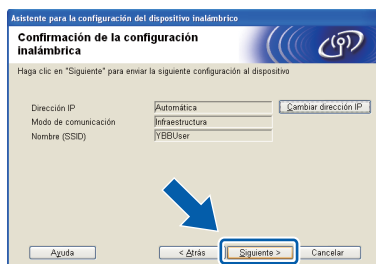 Asistente para la configuración del dispositivo inalámbrico
Confirmación de la configuración
inalámbrica
Haga clic en "Siguiente" para enviar la siguiente configuración al dispositivo
Dirección IP
Automática
Cambiar dirección IP
Modo de comunicación
Infraestructura
Nombre (SSID)
YBBUser
Ayuda
< Atrás
Siguiente >
Cancelar